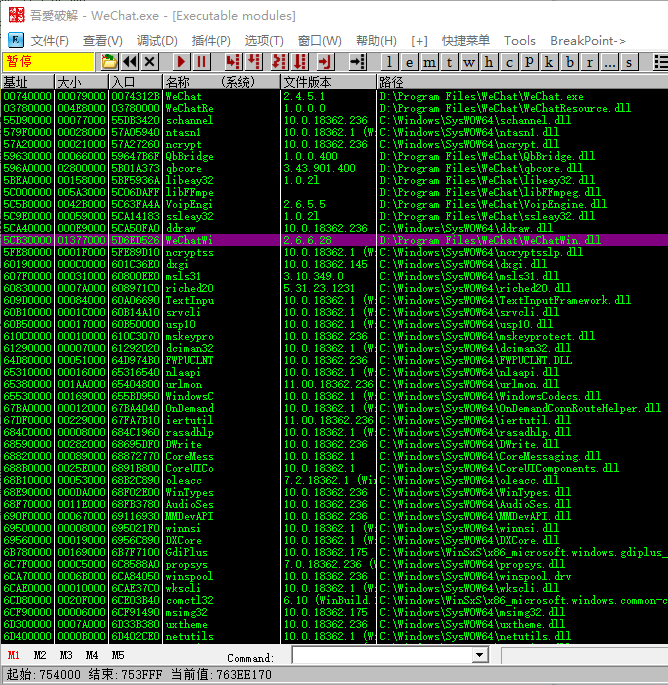 吾愛破解 - WeChat.exe - [Executable modules]
文件(F) 查看(V) 调试(D) 插件(P) 选项(T) 窗口(W) 帮助(H) [+] 快捷菜单 Tools BreakPoint->
暂停 l e m t w h c p k b r ... s
基址 大小 入口 名称 (系统) 文件版本 路径
00740000 00079000 0074312B WeChat 2.4.5.1 D:\Program Files\WeChat\WeChat.exe
03780000 004E8000 03780000 WeChatRe 1.0.0.0 D:\Program Files\WeChat\WeChatResource.dll
55D90000 00077000 55DB3420 schannel 10.0.18362.236 C:\Windows\SysWOW64\schannel.dll
579F0000 00028000 57A05940 ntasn1 10.0.18362.1 (W C:\Windows\SysWOW64\ntasn1.dll
57A20000 00021000 57A27260 ncrypt 10.0.18362.236 C:\Windows\SysWOW64\ncrypt.dll
59630000 00066000 59647B6F QbBridge 1.0.0.400 D:\Program Files\WeChat\QbBridge.dll
596A0000 02800000 5B01A373 qbcore 3.43.901.400 D:\Program Files\WeChat\qbcore.dll
5BEA0000 00158000 5BF5936A libeay32 1.0.2l D:\Program Files\WeChat\libeay32.dll
5C000000 005A3000 5C06DAFF libFFmpe D:\Program Files\WeChat\libFFmpeg.dll
5C5B0000 0042B000 5C63FA4A VoipEngi 2.6.5.5 D:\Program Files\WeChat\VoipEngine.dll
5C9E0000 00059000 5CA14183 ssleay32 1.0.2l D:\Program Files\WeChat\ssleay32.dll
5CA40000 000E9000 5CA50FA0 ddraw 10.0.18362.236 C:\Windows\SysWOW64\ddraw.dll
5CB30000 01377000 5D6ED526 WeChatWi 2.6.6.28 D:\Program Files\WeChat\WeChatWin.dll
5FE80000 0001F000 5FE89D10 ncryptss 10.0.18362.1 (W C:\Windows\SysWOW64\ncryptsslp.dll
60190000 000C0000 601C36E0 dxgi 10.0.18362.145 C:\Windows\SysWOW64\dxgi.dll
607F0000 00031000 6080DEE0 msls31 3.10.349.0 C:\Windows\SysWOW64\msls31.dll
60830000 0007A000 608971C0 riched20 5.31.23.1231 C:\Windows\SysWOW64\riched20.dll
609D0000 00084000 60A06690 TextInpu 10.0.18362.1 (W C:\Windows\SysWOW64\TextInputFramework.dll
60B10000 0001C000 60B14A10 srvcli 10.0.18362.1 (W C:\Windows\SysWOW64\srvcli.dll
60B50000 00017000 60B50000 usp10 10.0.18362.1 (W C:\Windows\SysWOW64\usp10.dll
610C0000 00010000 610C3070 mskeypro 10.0.18362.236 C:\Windows\SysWOW64\mskeyprotect.dll
61290000 00007000 61292020 dciman32 10.0.18362.1 (W C:\Windows\SysWOW64\dciman32.dll
64D80000 00051000 64D974B0 FWPUCLNT 10.0.18362.236 C:\Windows\SysWOW64\FWPUCLNT.DLL
65310000 00016000 65316540 nlaapi 10.0.18362.1 (W C:\Windows\SysWOW64\nlaapi.dll
65380000 001AA000 65404800 urlmon 11.00.18362.236 C:\Windows\SysWOW64\urlmon.dll
65530000 00169000 655BD950 WindowsC 10.0.18362.1 (W C:\Windows\SysWOW64\WindowsCodecs.dll
67BA0000 00012000 67BA4040 OnDemand 10.0.18362.1 (W C:\Windows\SysWOW64\OnDemandConnRouteHelper.dll
67DF0000 00229000 67FA7B10 iertutil 11.00.18362.236 C:\Windows\SysWOW64\iertutil.dll
684C0000 00008000 684C1960 rasadhlp 10.0.18362.1 (W C:\Windows\SysWOW64\rasadhlp.dll
68590000 00282000 68695DF0 DWrite 10.0.18362.236 C:\Windows\SysWOW64\DWrite.dll
68820000 00089000 68872770 CoreMess 10.0.18362.1 C:\Windows\SysWOW64\CoreMessaging.dll
688B0000 0025E000 6891B800 CoreUICo 10.0.18362.1 C:\Windows\SysWOW64\CoreUIComponents.dll
68B10000 00053000 68B2C890 oleacc 7.2.18362.1 (Wi C:\Windows\SysWOW64\oleacc.dll
68E90000 000DA000 68F02E00 WinTypes 10.0.18362.236 C:\Windows\SysWOW64\WinTypes.dll
68F70000 0011E000 68FB3780 AudioSes 10.0.18362.236 C:\Windows\SysWOW64\AudioSes.dll
690F0000 00067000 69116930 MMDevAPI 10.0.18362.236 C:\Windows\SysWOW64\MMDevAPI.dll
69500000 00008000 695021F0 winnsi 10.0.18362.236 C:\Windows\SysWOW64\winnsi.dll
69560000 00019000 6956C890 DXCore 10.0.18362.1 (W C:\Windows\SysWOW64\DXCore.dll
6B780000 00169000 6B7F7100 GdiPlus 10.0.18362.175 C:\Windows\WinSxS\x86_microsoft.windows.gdiplus_
6C7F0000 000C5000 6C8588A0 propsys 7.0.18362.236 ( C:\Windows\SysWOW64\propsys.dll
6CA70000 0006B000 6CA84050 winspool 10.0.18362.236 C:\Windows\SysWOW64\winspool.drv
6CAE0000 00010000 6CAE37C0 wkscli 10.0.18362.1 (W C:\Windows\SysWOW64\wkscli.dll
6CD80000 0020F000 6CE03B40 comctl32 6.10 (WinBuild. C:\Windows\WinSxS\x86_microsoft.windows.common-c
6CF90000 00006000 6CF91490 msimg32 10.0.18362.175 C:\Windows\SysWOW64\msimg32.dll
6D300000 0007A000 6D33B380 uxtheme 10.0.18362.1 (W C:\Windows\SysWOW64\uxtheme.dll
6D400000 0000B000 6D402CE0 netutils 10.0.18362.1 (W C:\Windows\SysWOW64\netutils.dll
M1 M2 M3 M4 M5 Command:
起始:754000 结束:753FFF 当前值:763EE170